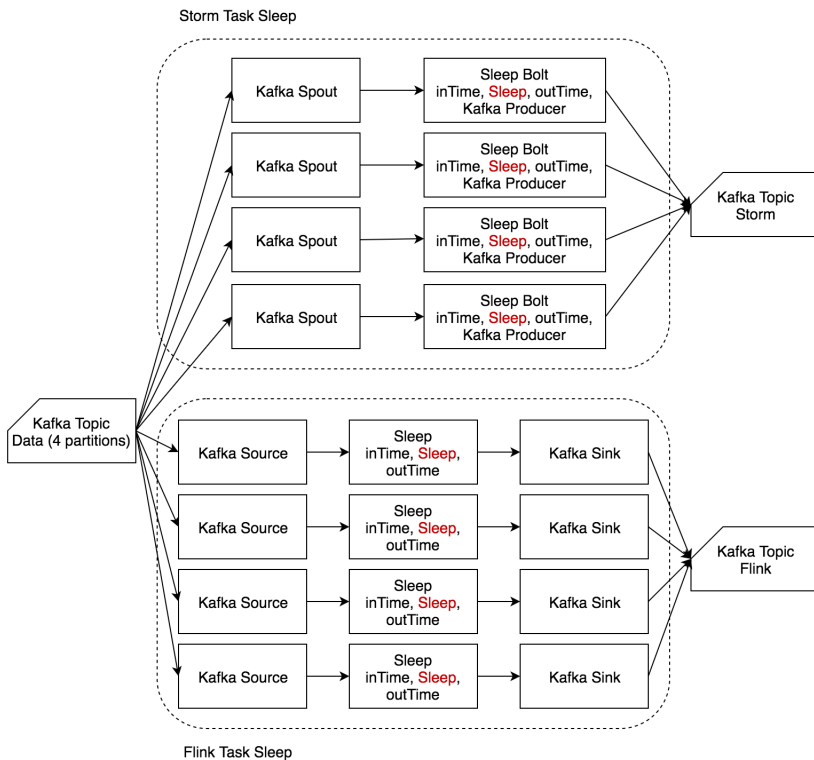 Storm Task Sleep
Kafka Spout
Sleep Bolt
inTime, Sleep, outTime,
Kafka Producer
Kafka Spout
Sleep Bolt
inTime, Sleep, outTime,
Kafka Producer
Kafka Spout
Sleep Bolt
inTime, Sleep, outTime,
Kafka Producer
Kafka Spout
Sleep Bolt
inTime, Sleep, outTime,
Kafka Producer
Kafka Topic
Storm
Kafka Topic
Data (4 partitions)
Kafka Source
Sleep
inTime, Sleep,
outTime
Kafka Sink
Kafka Source
Sleep
inTime, Sleep,
outTime
Kafka Sink
Kafka Source
Sleep
inTime, Sleep,
outTime
Kafka Sink
Kafka Source
Sleep
inTime, Sleep,
outTime
Kafka Sink
Kafka Topic
Flink
Flink Task Sleep